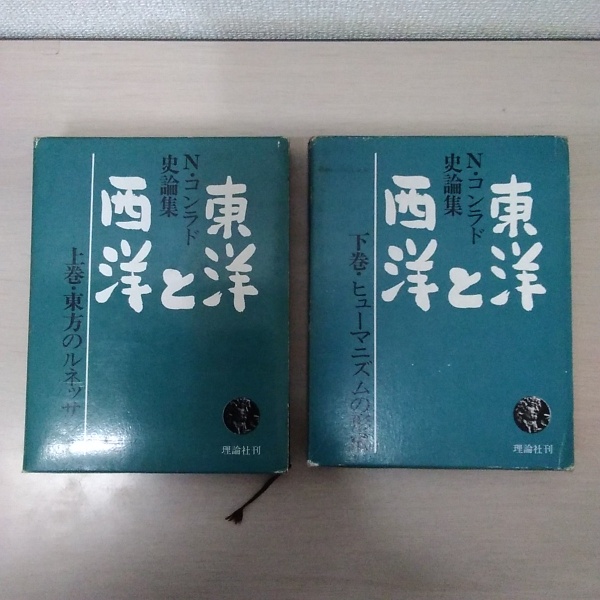 東洋と
西洋
N・コンラド
史論集
上巻・東方のルネッサ
理論社刊
東洋と
西洋
N・コンラド
史論集
下巻・ヒューマニズムの
理論社刊